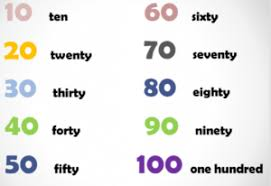 10 ten
20 twenty
30 thirty
40 forty
50 fifty
60 sixty
70 seventy
80 eighty
90 ninety
100 one hundred